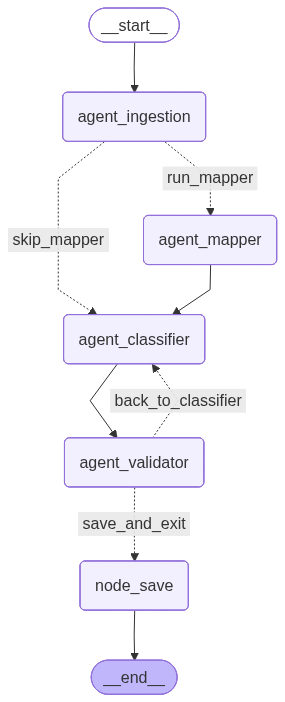 __start__
agent_ingestion
run_mapper
skip_mapper
agent_mapper
agent_classifier
back_to_classifier
agent_validator
save_and_exit
node_save
__end__